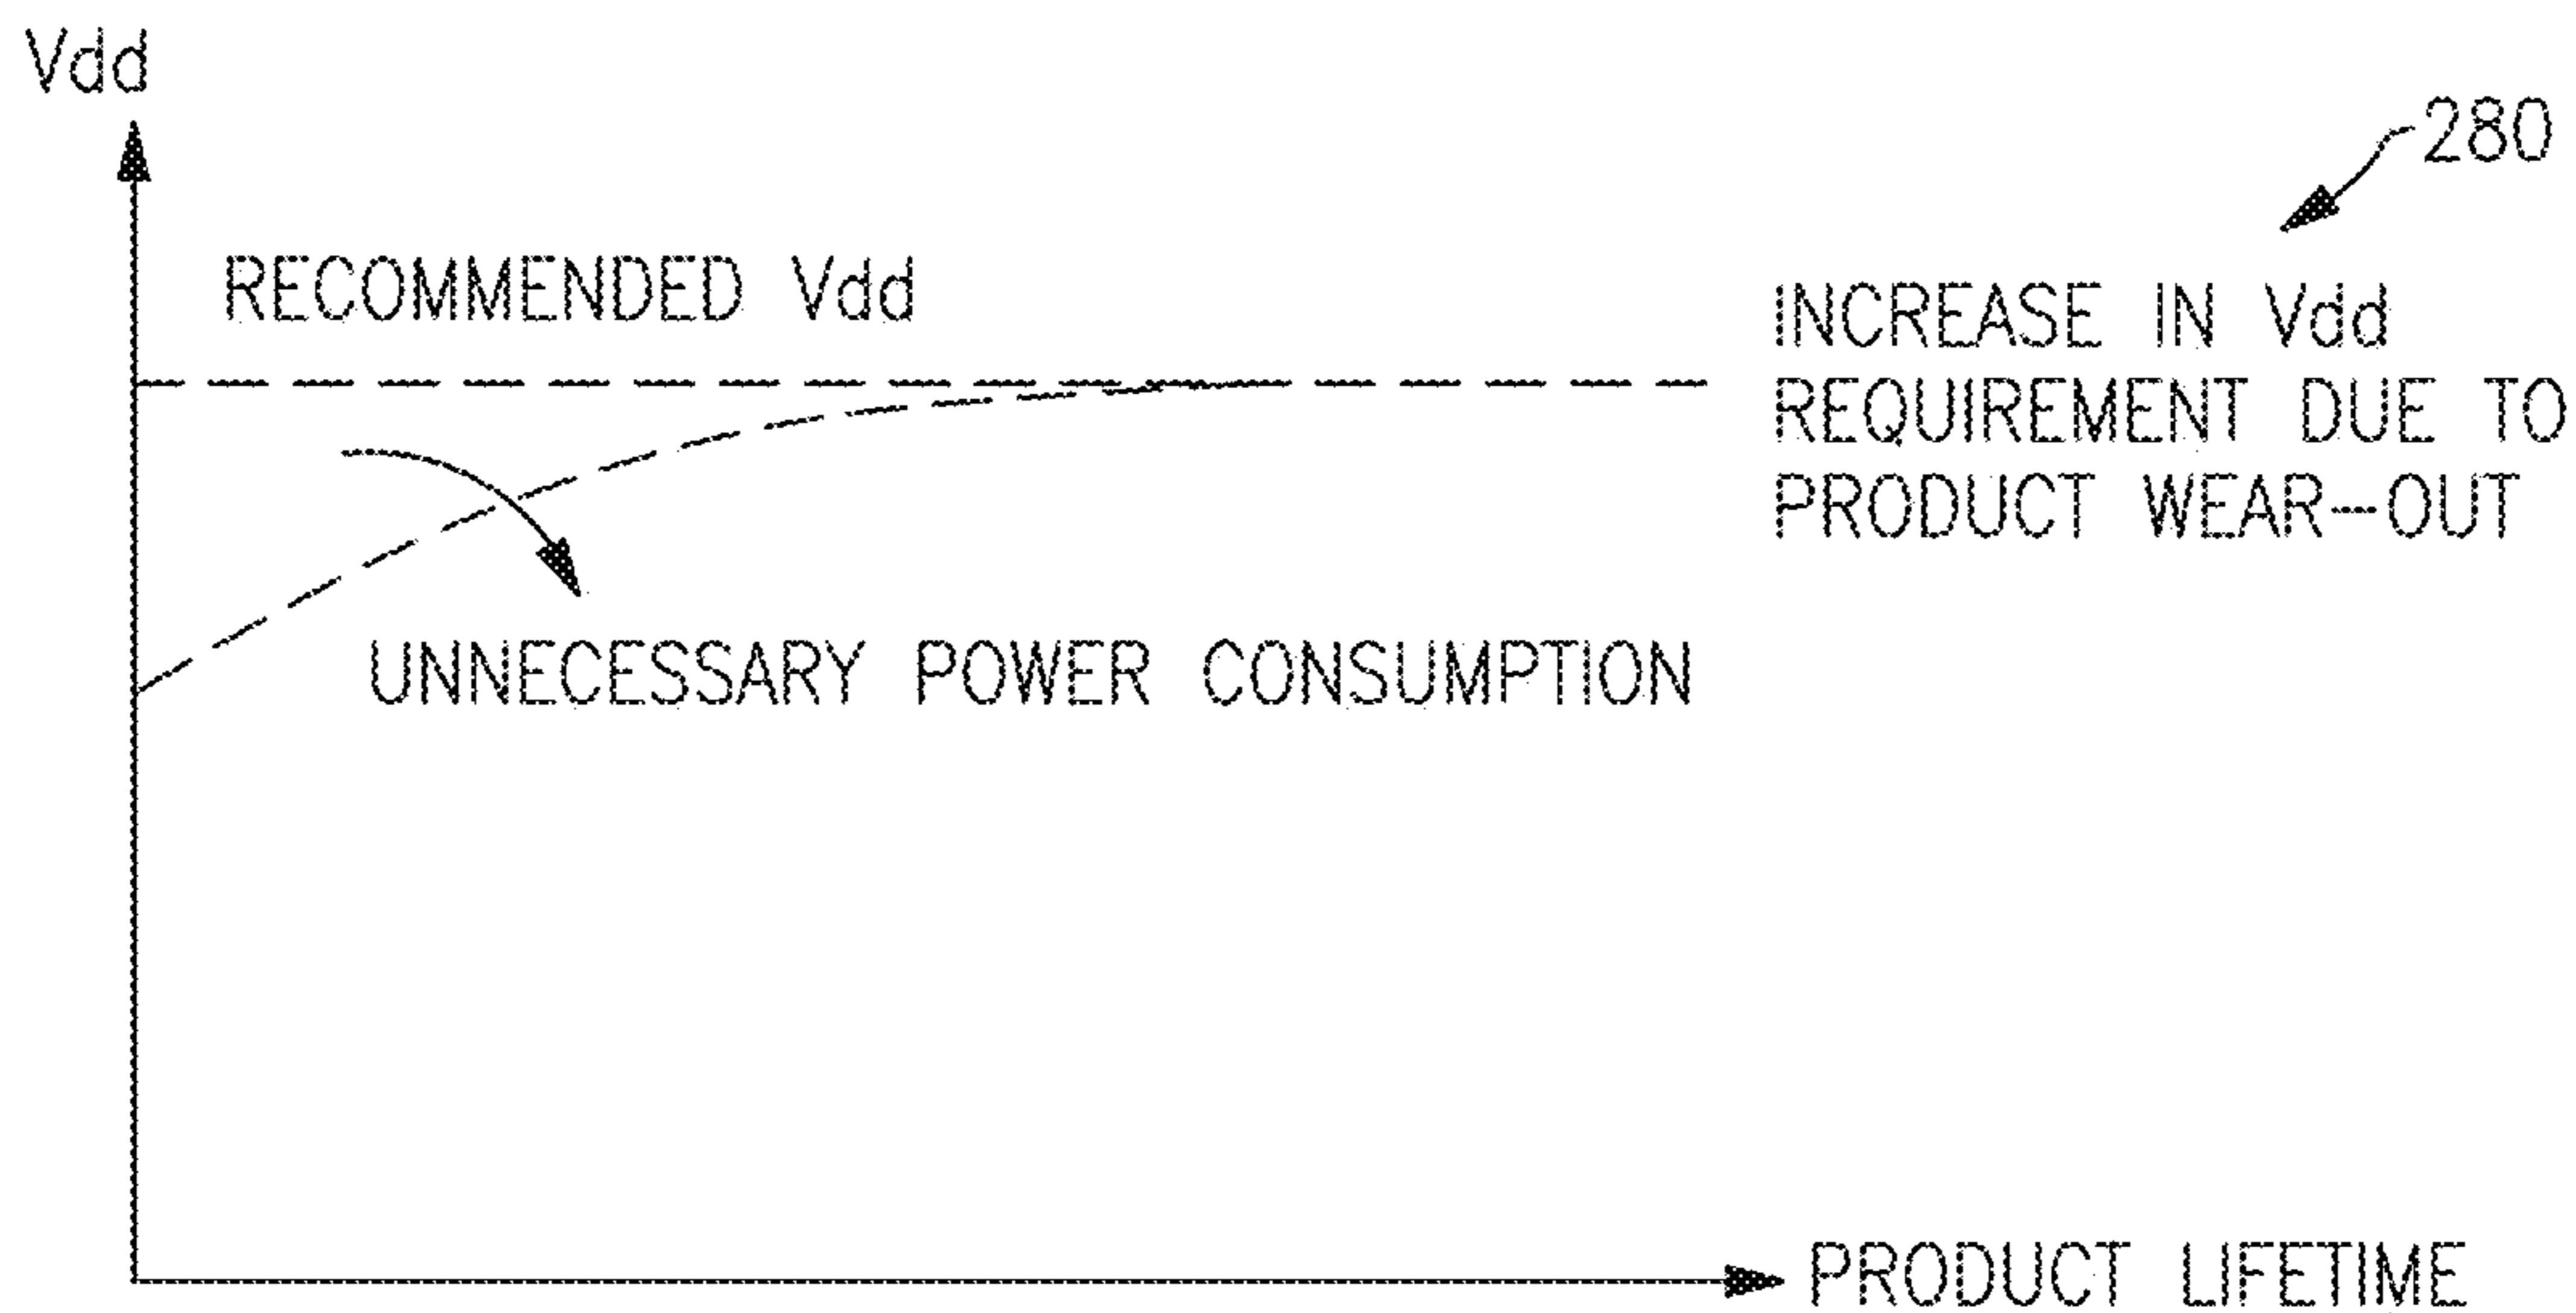 Vdd
280
RECOMMENDED Vdd
INCREASE IN Vdd
REQUIREMENT DUE TO
PRODUCT WEAR-OUT
UNNECESSARY POWER CONSUMPTION
PRODUCT LIFETIME